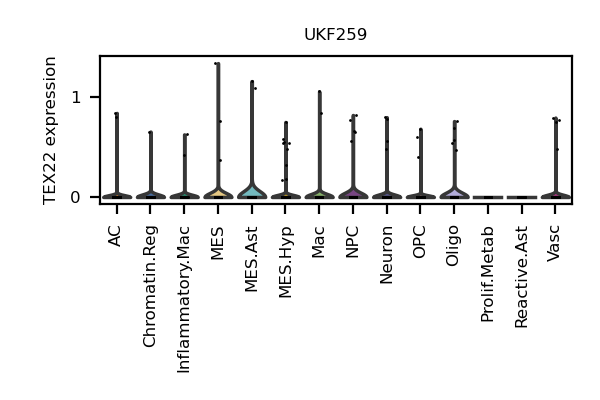 UKF259
TEX22 expression
1
0
AC
Chromatin.Reg
Inflammatory.Mac
MES
MES.Ast
MES.Hyp
Mac
NPC
Neuron
OPC
Oligo
Prolif.Metab
Reactive.Ast
Vasc